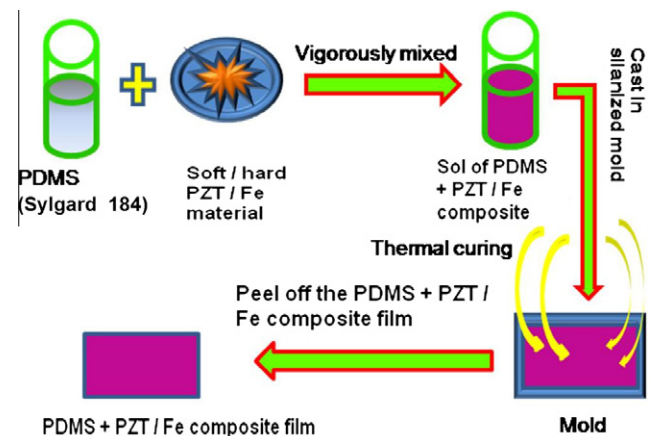 Vigorously mixed
Cast in
silanized mold
PDMS
(Sylgard 184)
Soft / hard
PZT / Fe
material
Sol of PDMS
+ PZT / Fe
composite
Thermal curing
Peel off the PDMS + PZT /
Fe composite film
PDMS + PZT / Fe composite film
Mold